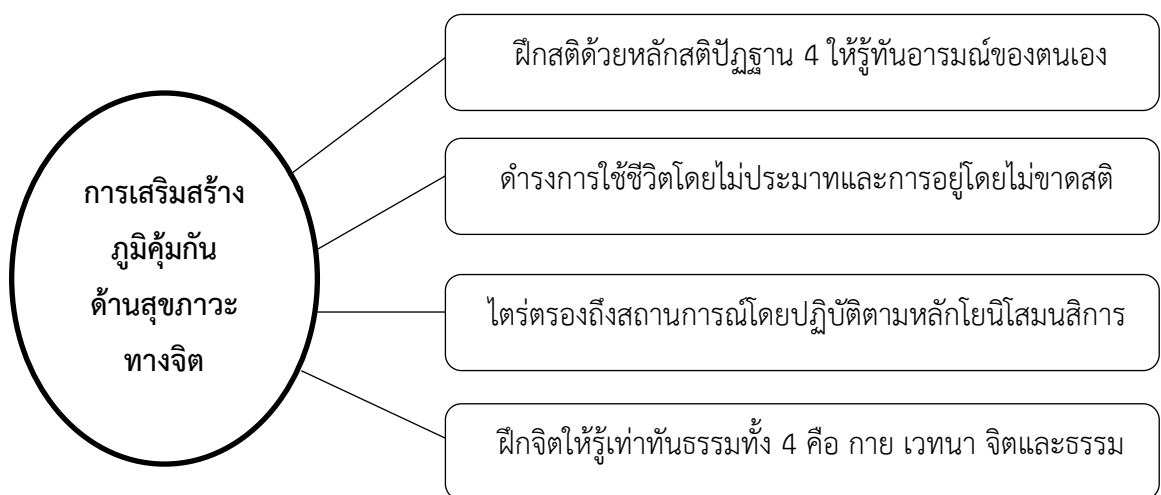 การเสริมสร้าง
ภูมิคุ้มกัน
ด้านสุขภาวะ
ทางจิต
ฝึกสติด้วยหลักสติปัฏฐาน 4 ให้รู้ทันอารมณ์ของตนเอง
ดำรงการใช้ชีวิตโดยไม่ประมาทและการอยู่โดยไม่ขาดสติ
ไตร่ตรองถึงสถานการณ์โดยปฏิบัติตามหลักโยนิโสมนสิการ
ฝึกจิตให้รู้เท่าทันธรรมทั้ง 4 คือ กาย เวทนา จิตและธรรม